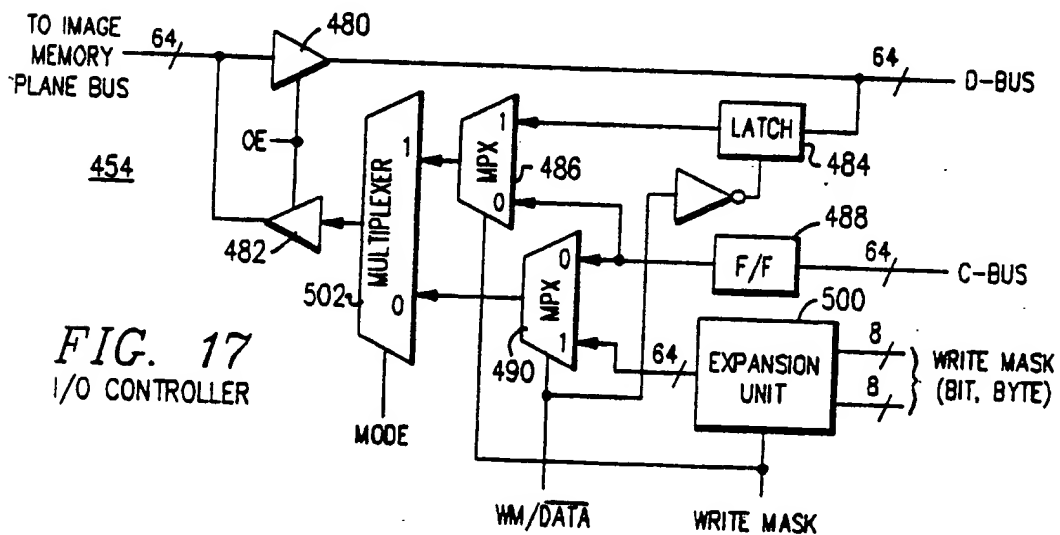 TO IMAGE
MEMORY
PLANE BUS
64
480
64
D-BUS
OE
454
482
MULTIPLEXER
1
0
502
MPX
1
0
486
LATCH
484
MPX
0
1
490
F/F
488
64
C-BUS
500
EXPANSION
UNIT
64
8
8
WRITE MASK
(BIT, BYTE)
FIG. 17
I/O CONTROLLER
MODE
WM/DATA
WRITE MASK